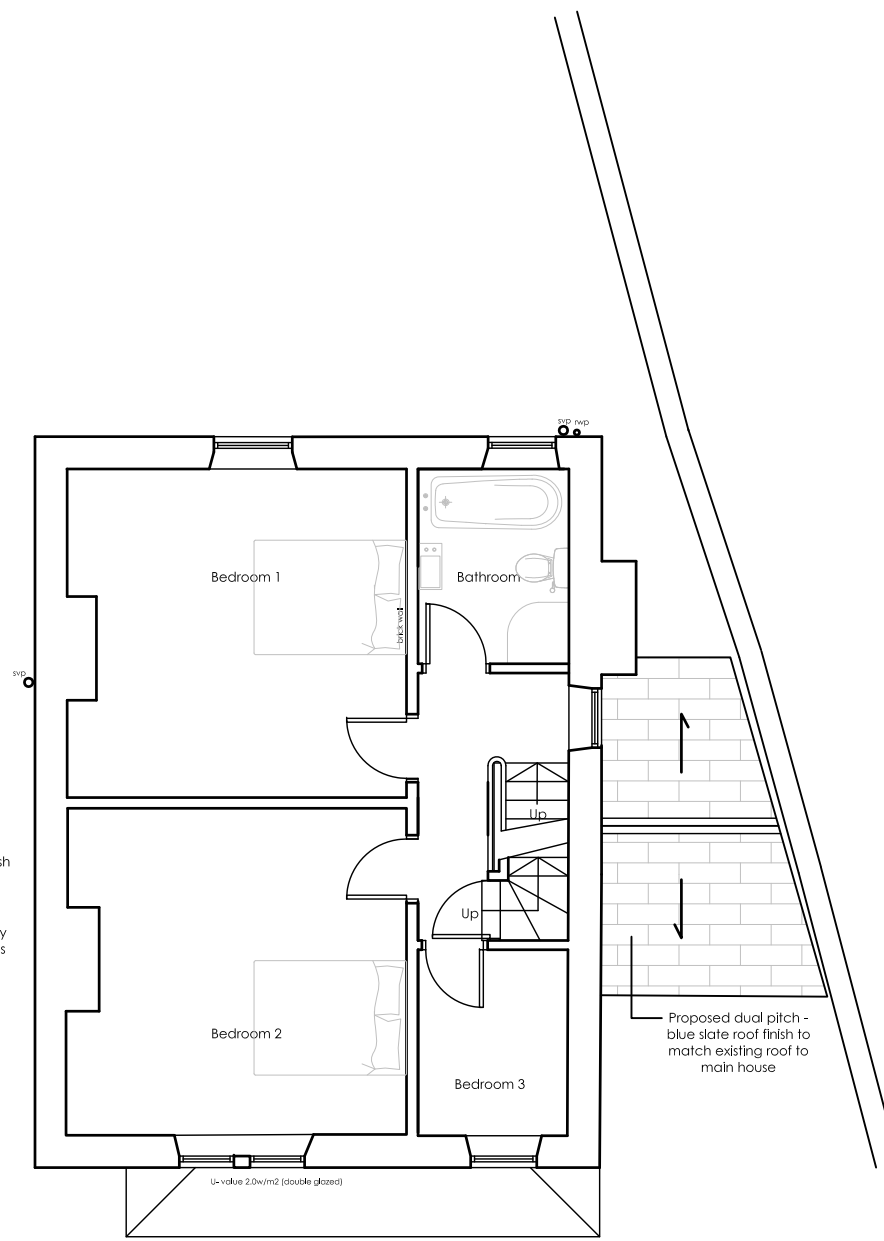 svp rwp
Bedroom 1
Bathroom
brick wall
svp
Up
sh
Up
y
s
Bedroom 2
Proposed dual pitch -
blue slate roof finish to
match existing roof to
main house
Bedroom 3
U- value 2.0w/m2 (double glazed)